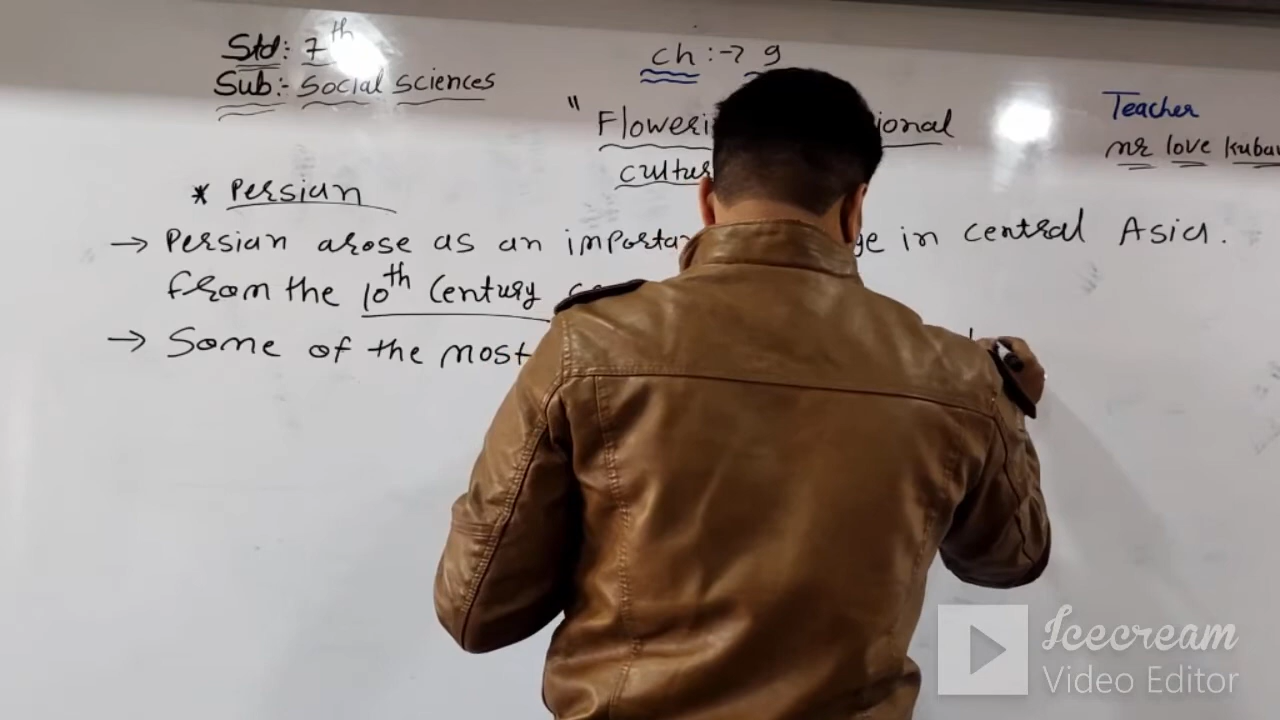 Std: 7th
Sub:- Social Sciences
ch :→ 9
" Floweri ional
cultur
Teacher
mr love kubav
* Persian
→ Persian arose as an importa ge in central Asia.
from the 10th Century
→ Some of the most
Icecream
Video Editor